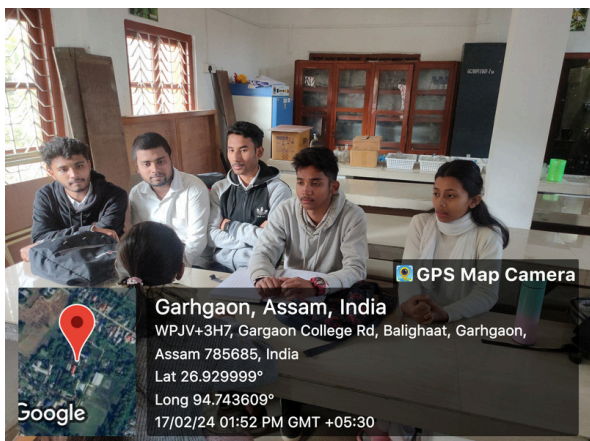 GPS Map Camera
Garhgaon, Assam, India
WPJV+3H7, Gargaon College Rd, Balighaat, Garhgaon,
Assam 785685, India
Lat 26.929999°
Long 94.743609°
17/02/24 01:52 PM GMT +05:30
Google